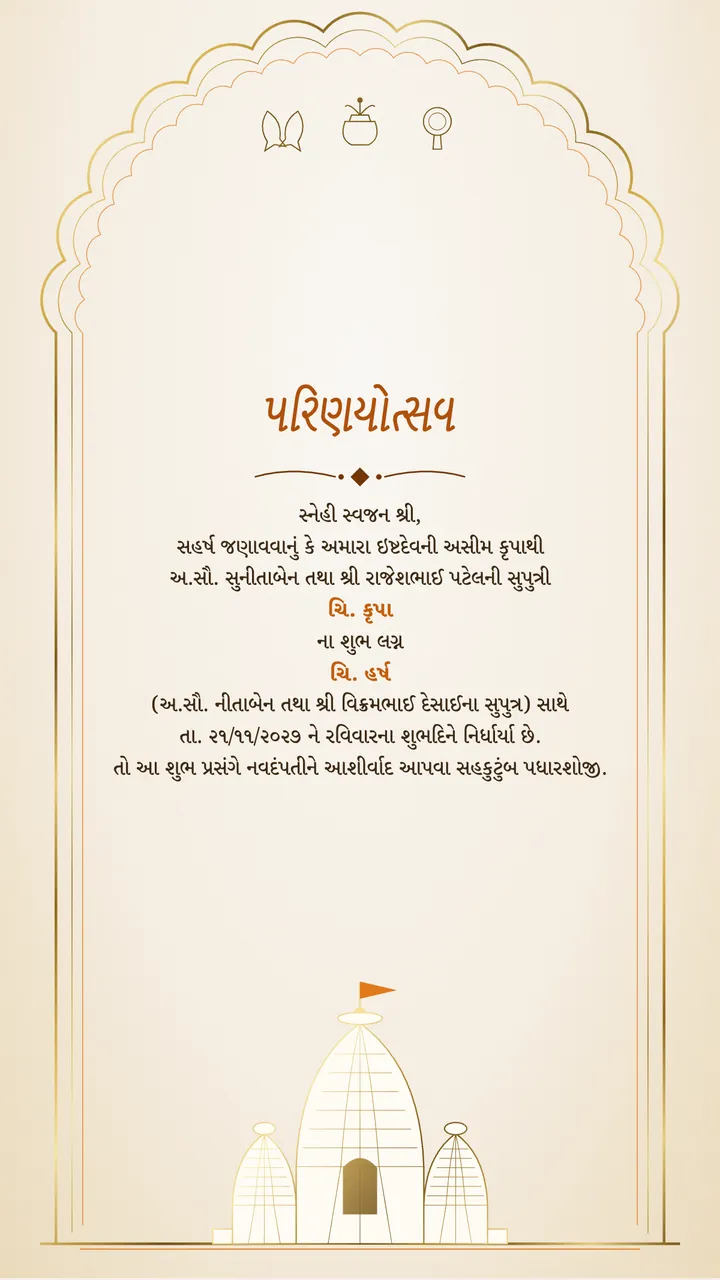 પરિણયોત્સવ
સ્નેહી સ્વજન શ્રી,
સહર્ષ જણાવવાનું કે અમારા ઇષ્ટદેવની અસીમ કૃપાથી
અ.સૌ. સુનીતાબેન તથા શ્રી રાજેશભાઈ પટેલની સુપુત્રી
ચિ. કૃપા
ના શુભ લગ્ન
ચિ. હર્ષ
(અ.સૌ. નીતાબેન તથા શ્રી વિક્રમભાઈ દેસાઈના સુપુત્ર) સાથે
તા. ૨૧/૧૧/૨૦૨૭ ને રવિવારના શુભદિને નિર્ધાર્યા છે.
તો આ શુભ પ્રસંગે નવદંપતીને આશીર્વાદ આપવા સહકુટુંબ પધારશોજી.